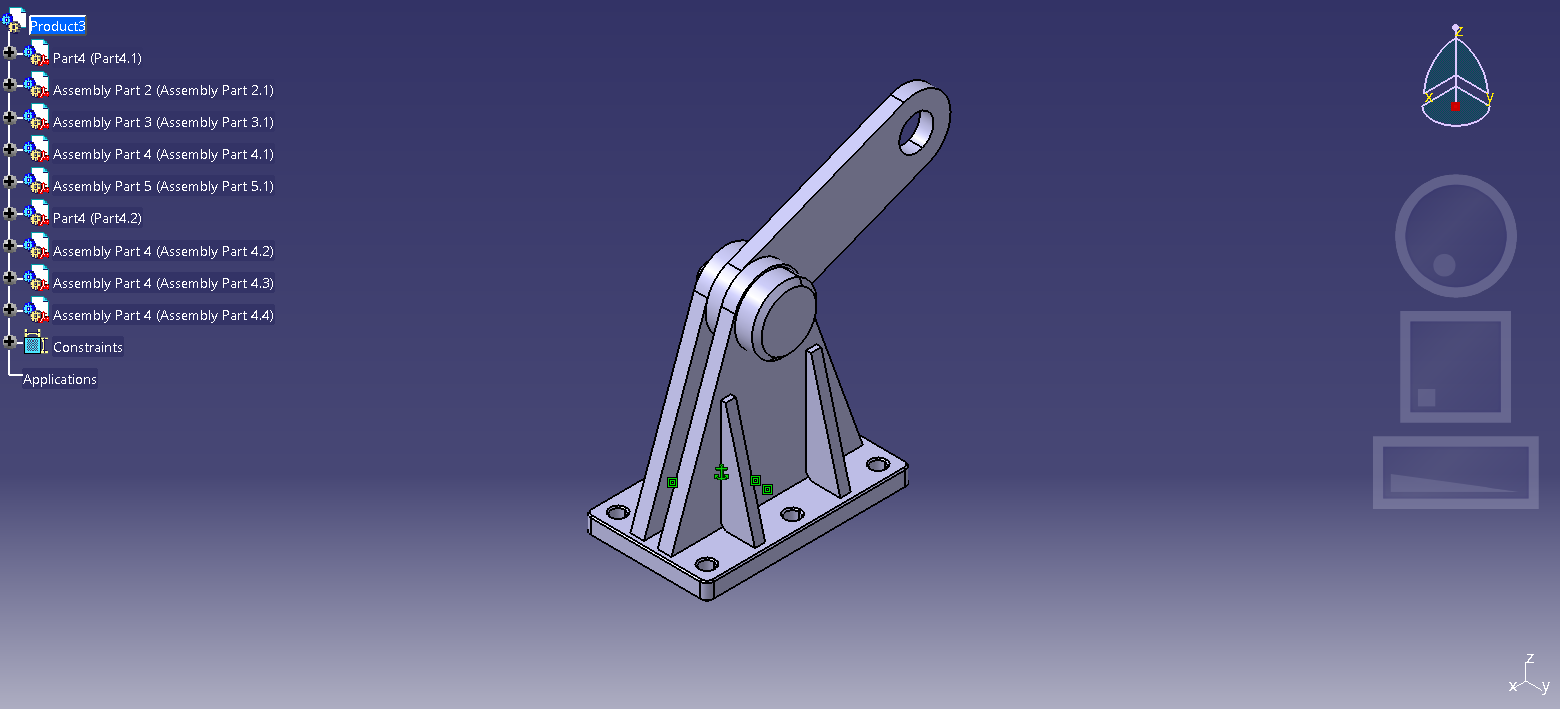 Product3
Part4 (Part4.1)
Assembly Part 2 (Assembly Part 2.1)
Assembly Part 3 (Assembly Part 3.1)
Assembly Part 4 (Assembly Part 4.1)
Assembly Part 5 (Assembly Part 5.1)
Part4 (Part4.2)
Assembly Part 4 (Assembly Part 4.2)
Assembly Part 4 (Assembly Part 4.3)
Assembly Part 4 (Assembly Part 4.4)
Constraints
Applications
z
x y
z
x y